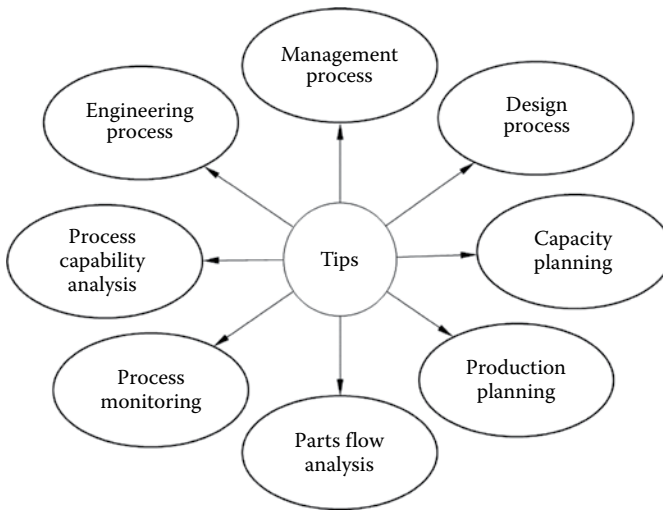 Management
process
Engineering
process
Design
process
Process
capability
analysis
Tips
Capacity
planning
Process
monitoring
Production
planning
Parts flow
analysis